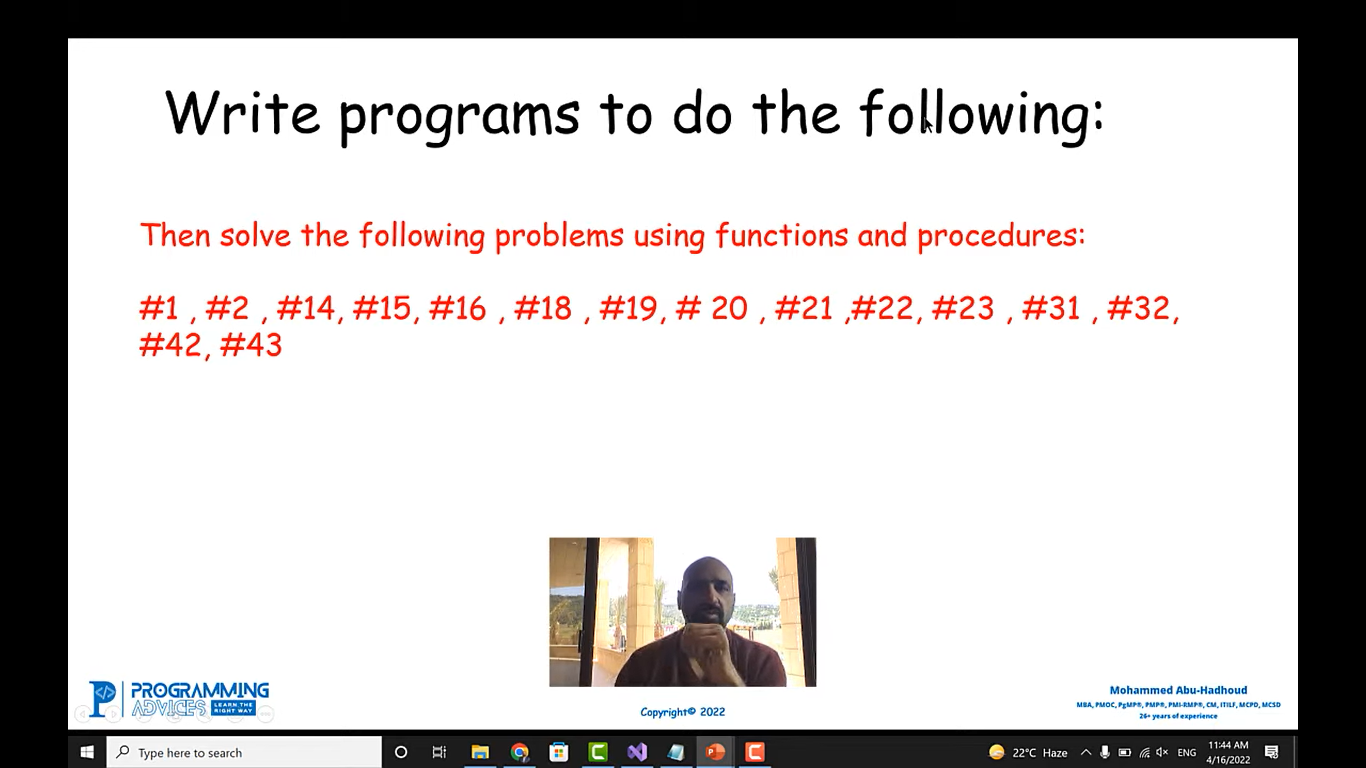 Write programs to do the following:
Then solve the following problems using functions and procedures:
#1 , #2 , #14, #15, #16 , #18 , #19, # 20 , #21 ,#22, #23 , #31 , #32,
#42, #43
PROGRAMMING
ADVICES LEARN THE
RIGHT WAY
Copyright© 2022
Mohammed Abu-Hadhoud
MBA, PMOC, PgMP®, PMP®, PMI-RMP®, CM, ITILF, MCPD, MCSD
26+ years of experience
Type here to search
22°C Haze
ENG
11:44 AM
4/16/2022